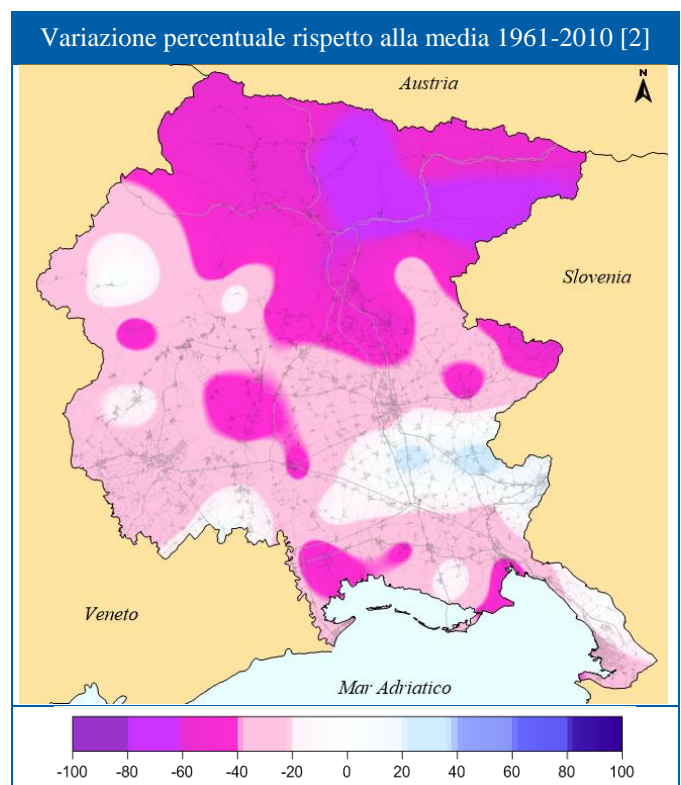 Variazione percentuale rispetto alla media 1961-2010 [2]
Austria
N
Slovenia
Veneto
Mar Adriatico
-100 -80 -60 -40 -20 0 20 40 60 80 100